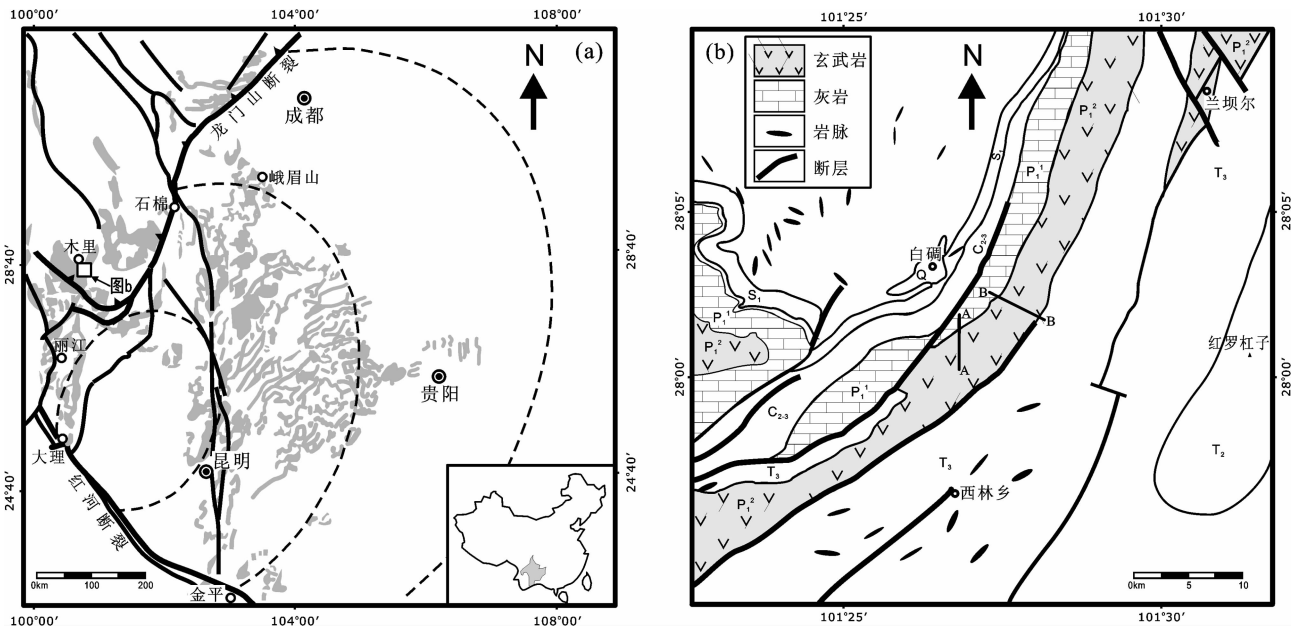 100°00′ 104°00′ 108°00′
(a)
N
龙门山断裂
成都
峨眉山
石棉
木里
图b
28°40′
28°40′
丽江
贵阳
大理
昆明
24°40′
24°40′
红河断裂
金平
0km 100 200
101°25′ 101°30′
(b)
玄武岩
灰岩
岩脉
断层
N
P₁²
兰坝尔
T₃
S₁
P₁¹
P₁²
28°05′
28°05′
C₂₋₃
白碉
Q
S₁
P₁¹
P₁²
B
B
A
A
红罗杠子
28°00′
28°00′
P₁¹
C₂₋₃
T₃
T₃
T₂
西林乡
P₁²
0km 5 10
101°25′ 101°30′
100°00′ 104°00′ 108°00′